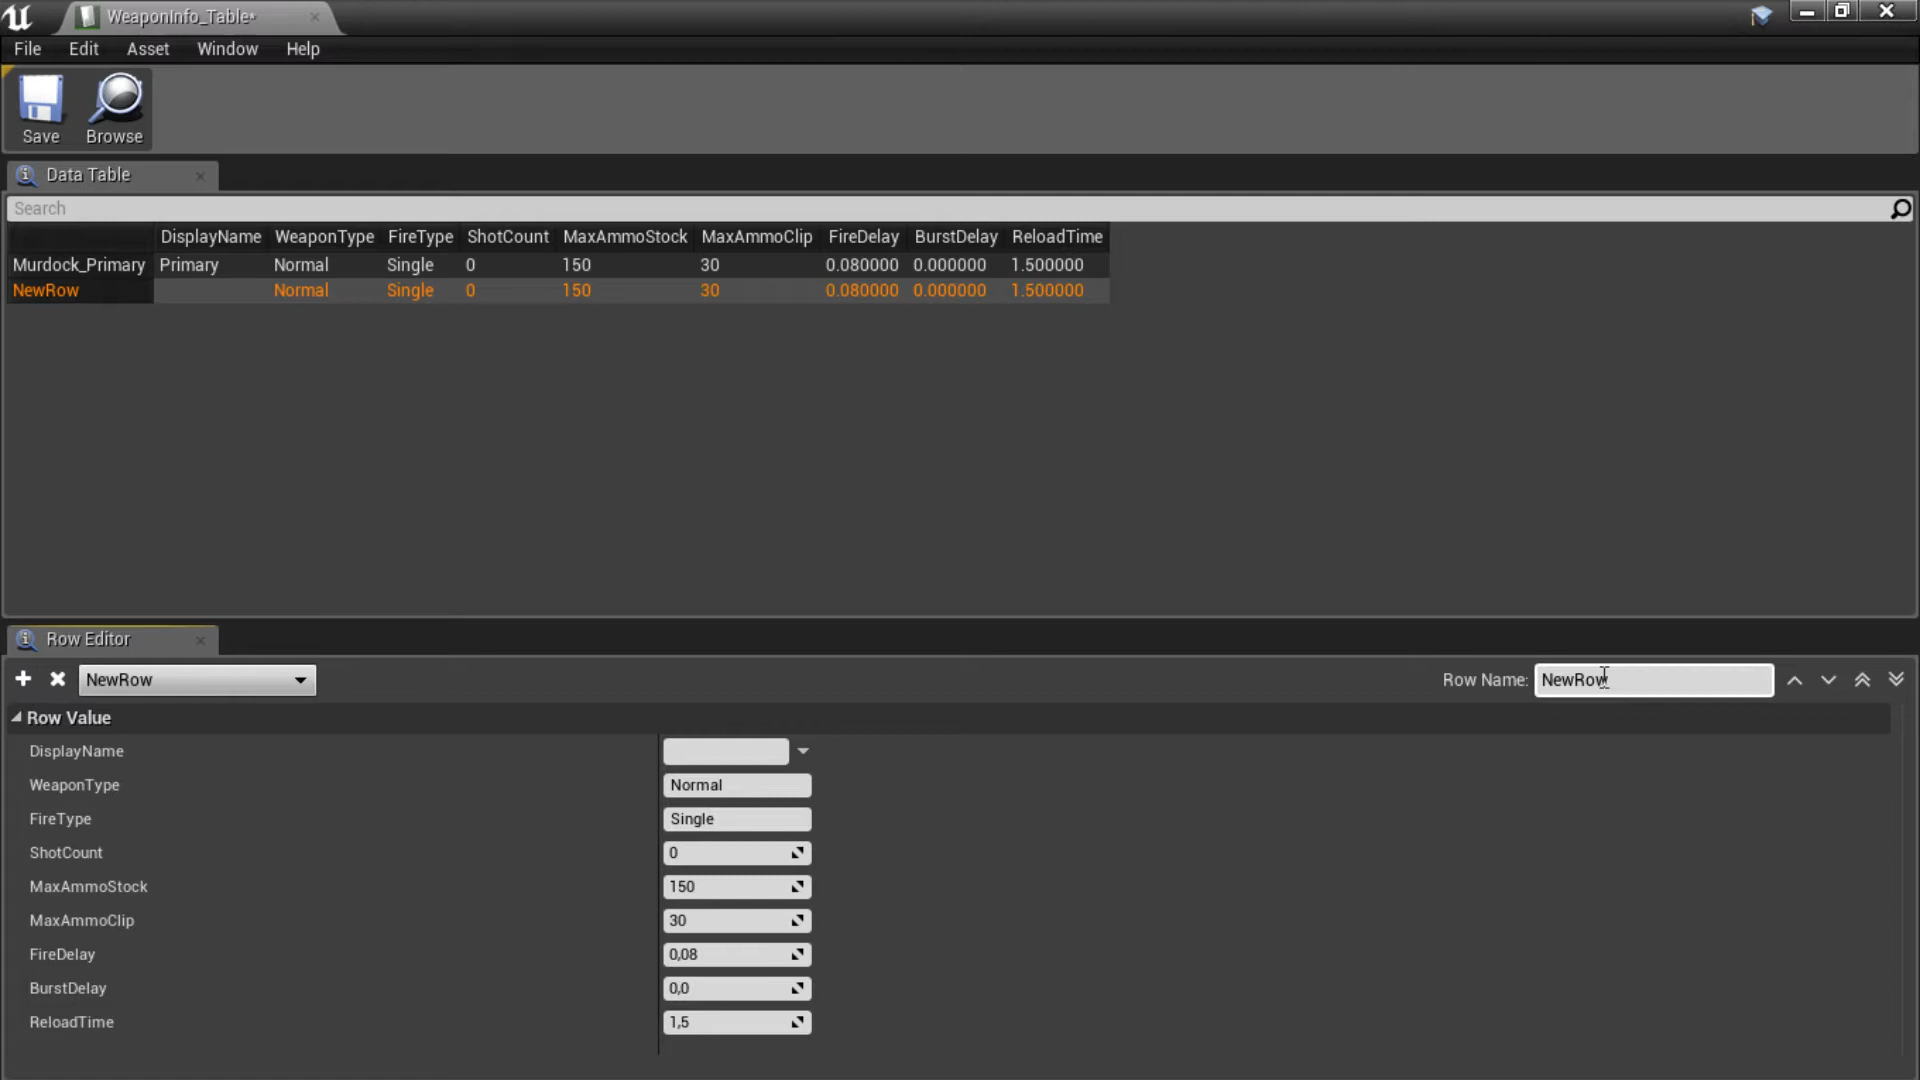 WeaponInfo_Table*
File Edit Asset Window Help
Save Browse
Data Table
Search
DisplayName WeaponType FireType ShotCount MaxAmmoStock MaxAmmoClip FireDelay BurstDelay ReloadTime
Murdock_Primary Primary Normal Single 0 150 30 0.080000 0.000000 1.500000
NewRow Normal Single 0 150 30 0.080000 0.000000 1.500000
Row Editor
NewRow Row Name: NewRow
Row Value
DisplayName
WeaponType Normal
FireType Single
ShotCount 0
MaxAmmoStock 150
MaxAmmoClip 30
FireDelay 0,08
BurstDelay 0,0
ReloadTime 1,5